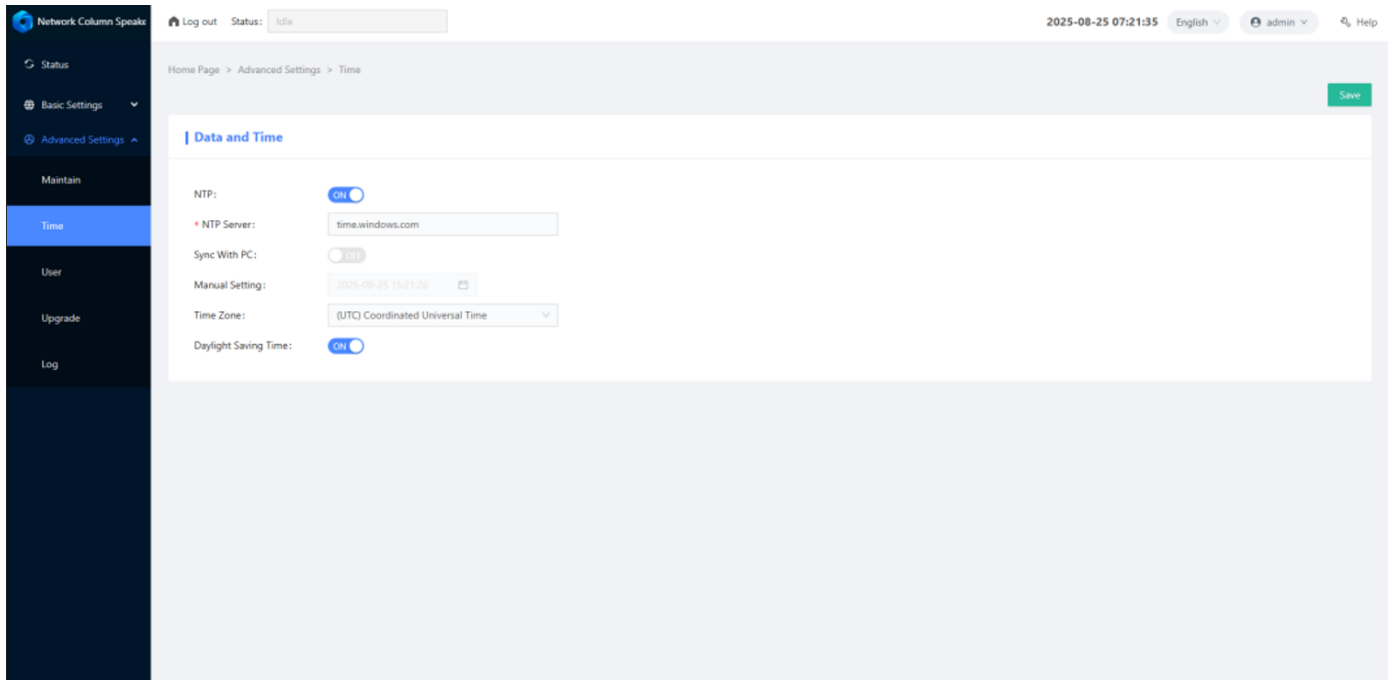 Network Column Speake
Log out Status: Idle 2025-08-25 07:21:35 English admin Help
Status
Basic Settings
Advanced Settings
Maintain
Time
User
Upgrade
Log
Home Page > Advanced Settings > Time
Save
Data and Time
NTP: ON
* NTP Server: time.windows.com
Sync With PC: OFF
Manual Setting: 2025-08-25 15:21:26
Time Zone: (UTC) Coordinated Universal Time
Daylight Saving Time: ON